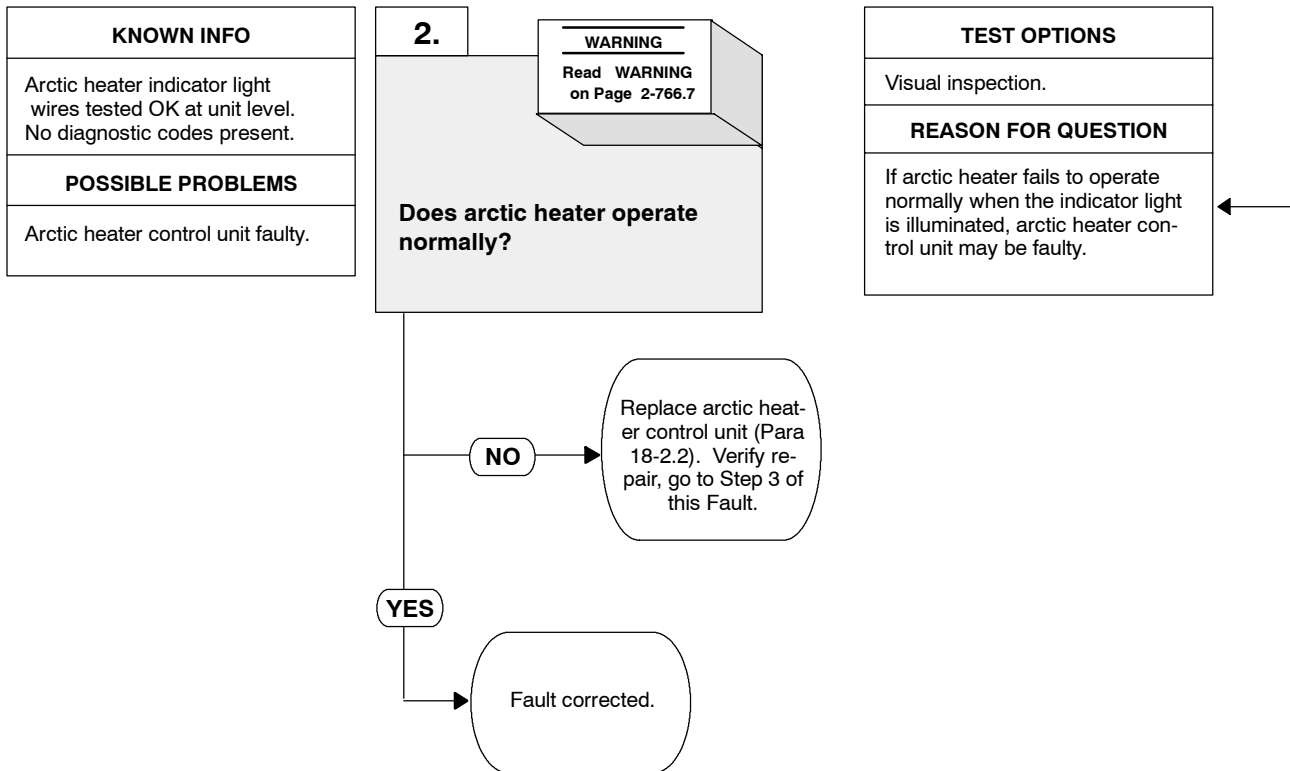 KNOWN INFO
Arctic heater indicator light
wires tested OK at unit level.
No diagnostic codes present.
POSSIBLE PROBLEMS
Arctic heater control unit faulty.
2.
WARNING
Read WARNING
on Page 2-766.7
Does arctic heater operate
normally?
TEST OPTIONS
Visual inspection.
REASON FOR QUESTION
If arctic heater fails to operate
normally when the indicator light
is illuminated, arctic heater con-
trol unit may be faulty.
NO
Replace arctic heat-
er control unit (Para
18-2.2). Verify re-
pair, go to Step 3 of
this Fault.
YES
Fault corrected.